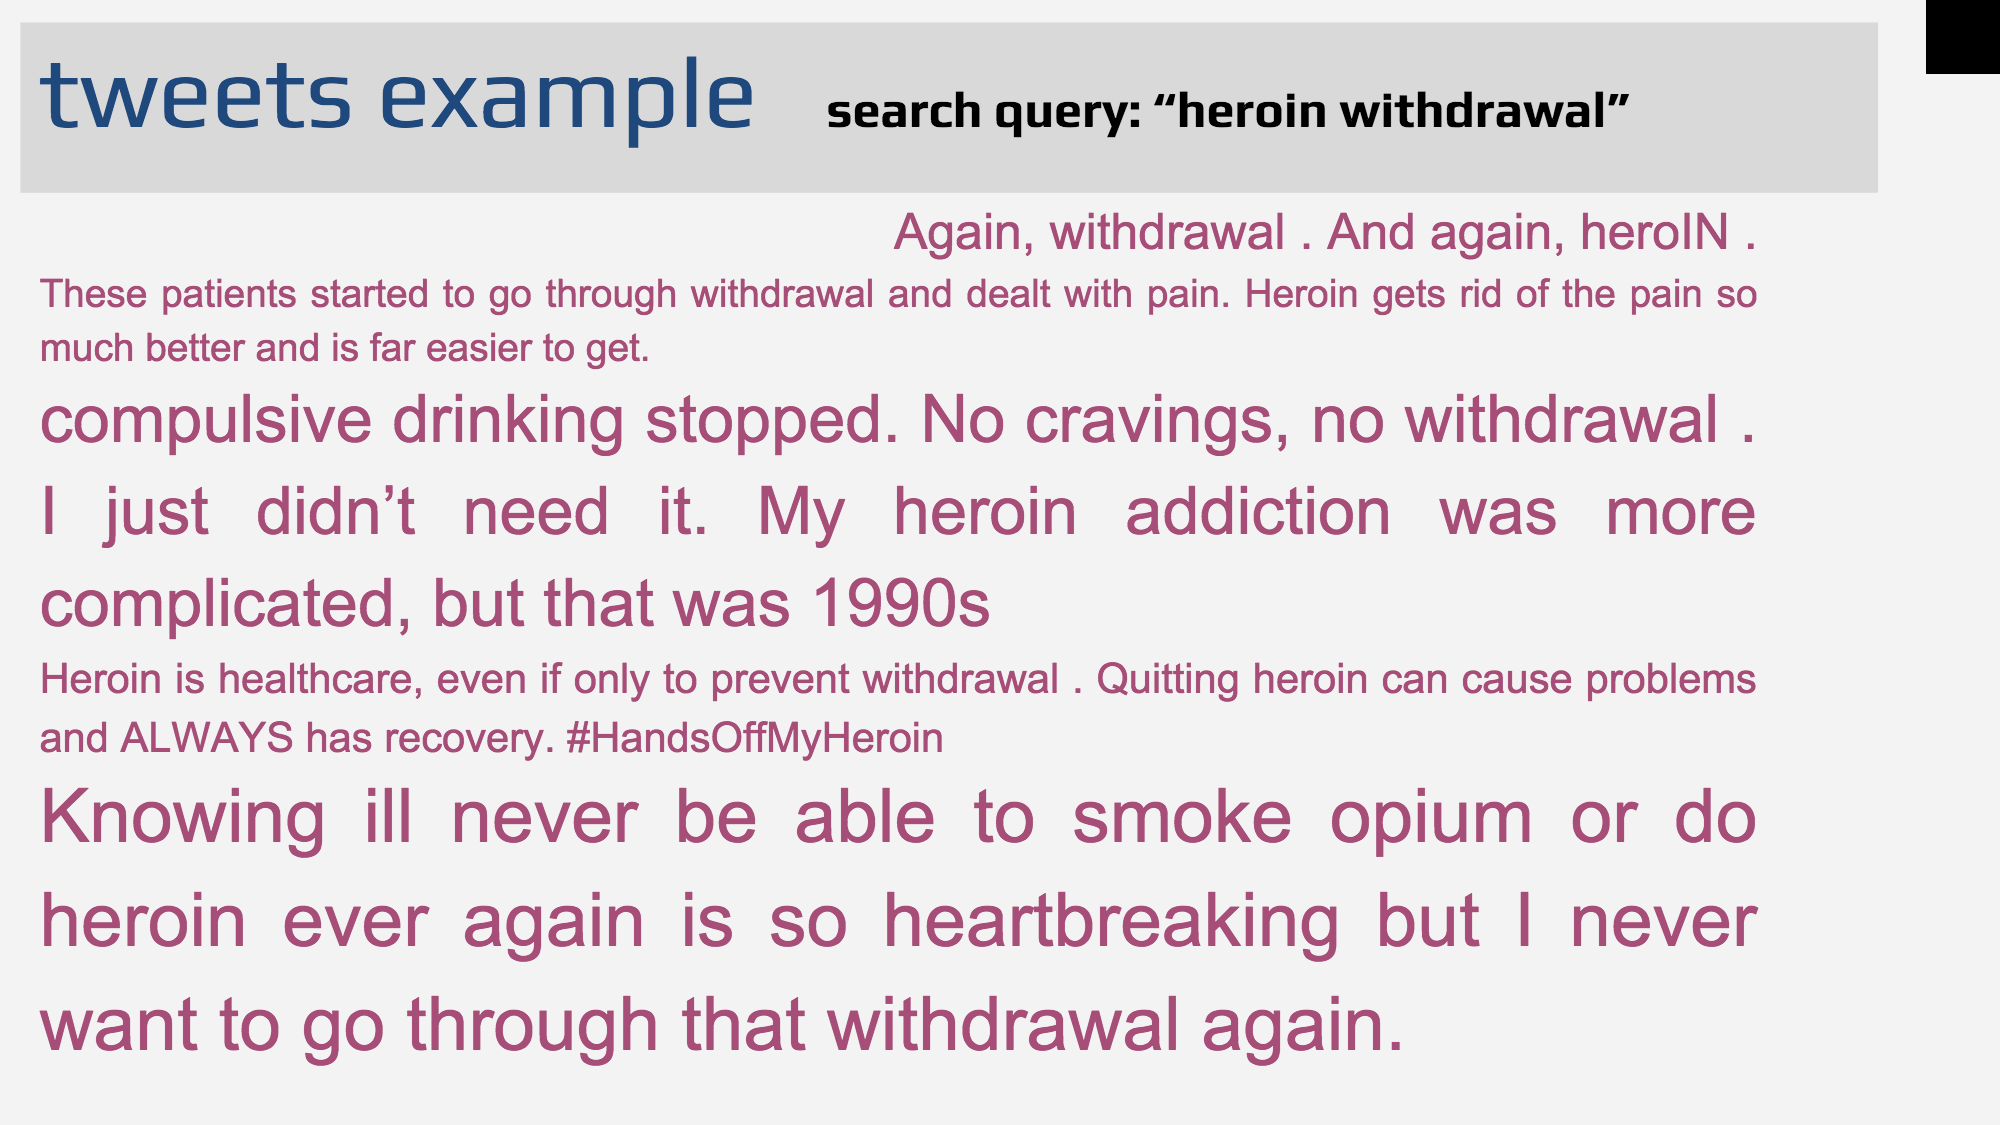 tweets example search query: “heroin withdrawal”
Again, withdrawal . And again, heroIN .
These patients started to go through withdrawal and dealt with pain. Heroin gets rid of the pain so
much better and is far easier to get.
compulsive drinking stopped. No cravings, no withdrawal .
I just didn’t need it. My heroin addiction was more
complicated, but that was 1990s
Heroin is healthcare, even if only to prevent withdrawal . Quitting heroin can cause problems
and ALWAYS has recovery. #HandsOffMyHeroin
Knowing ill never be able to smoke opium or do
heroin ever again is so heartbreaking but I never
want to go through that withdrawal again.